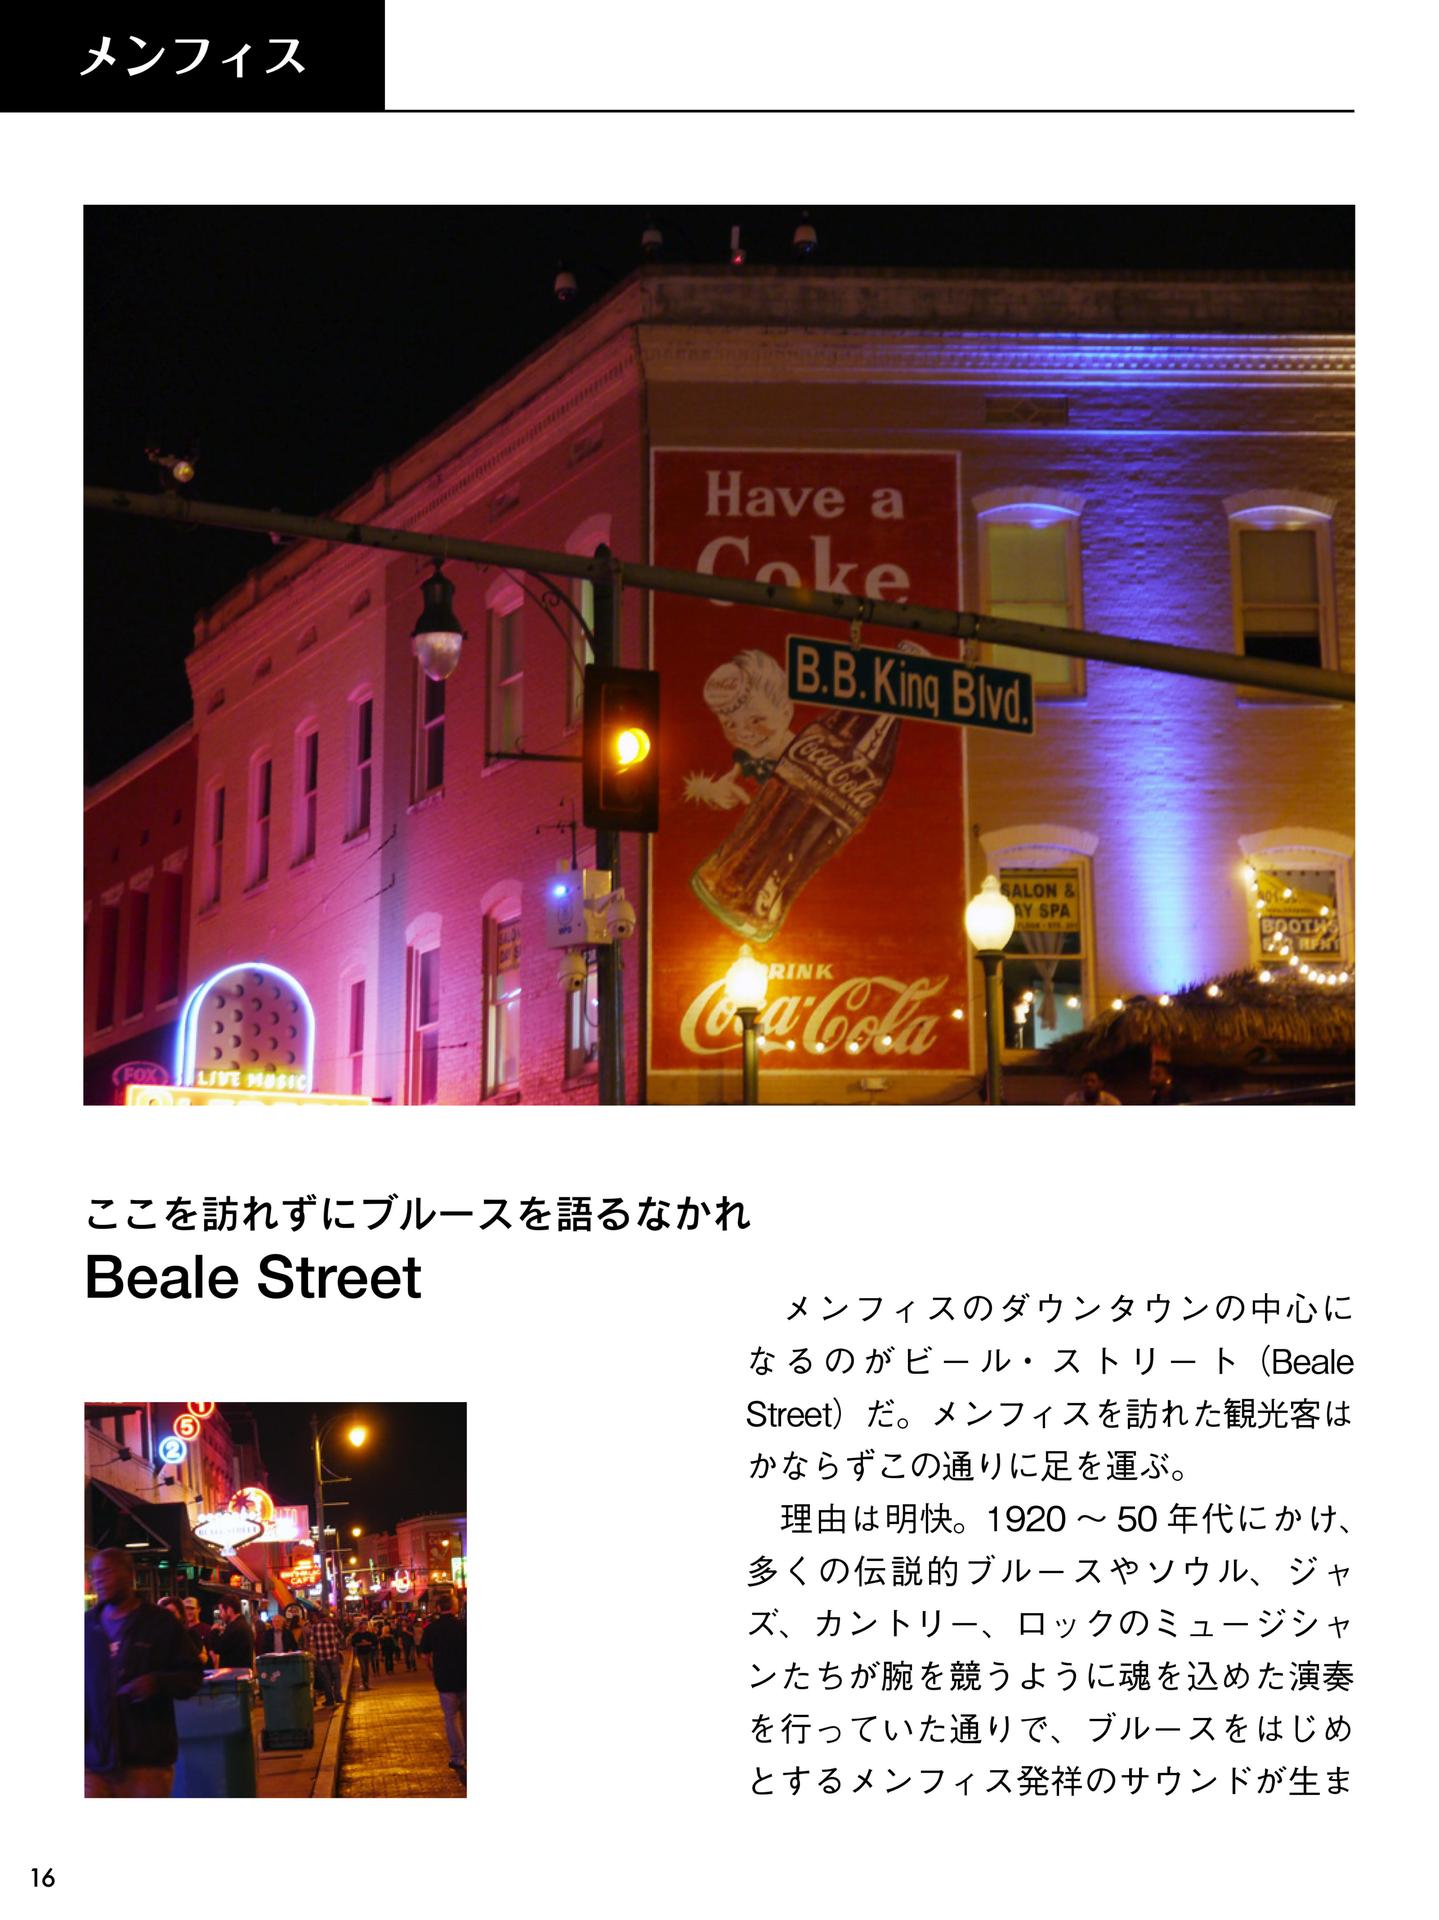 メンフィス
Have a
Coke
B.B. King Blvd.
Coca-Cola
SALON &
AY SPA
BOOTHS
RINK
Coca-Cola
FOX
LIVE MUSIC
ここを訪れずにブルースを語るなかれ
Beale Street
メンフィスのダウンタウンの中心に
なるのがビール・ストリート（Beale
Street）だ。メンフィスを訪れた観光客は
かならずこの通りに足を運ぶ。
理由は明快。1920 〜 50 年代にかけ、
多くの伝説的ブルースやソウル、ジャ
ズ、カントリー、ロックのミュージシャ
ンたちが腕を競うように魂を込めた演奏
を行っていた通りで、ブルースをはじめ
とするメンフィス発祥のサウンドが生ま
1
5
2
BEALE STREET
CAFE
16